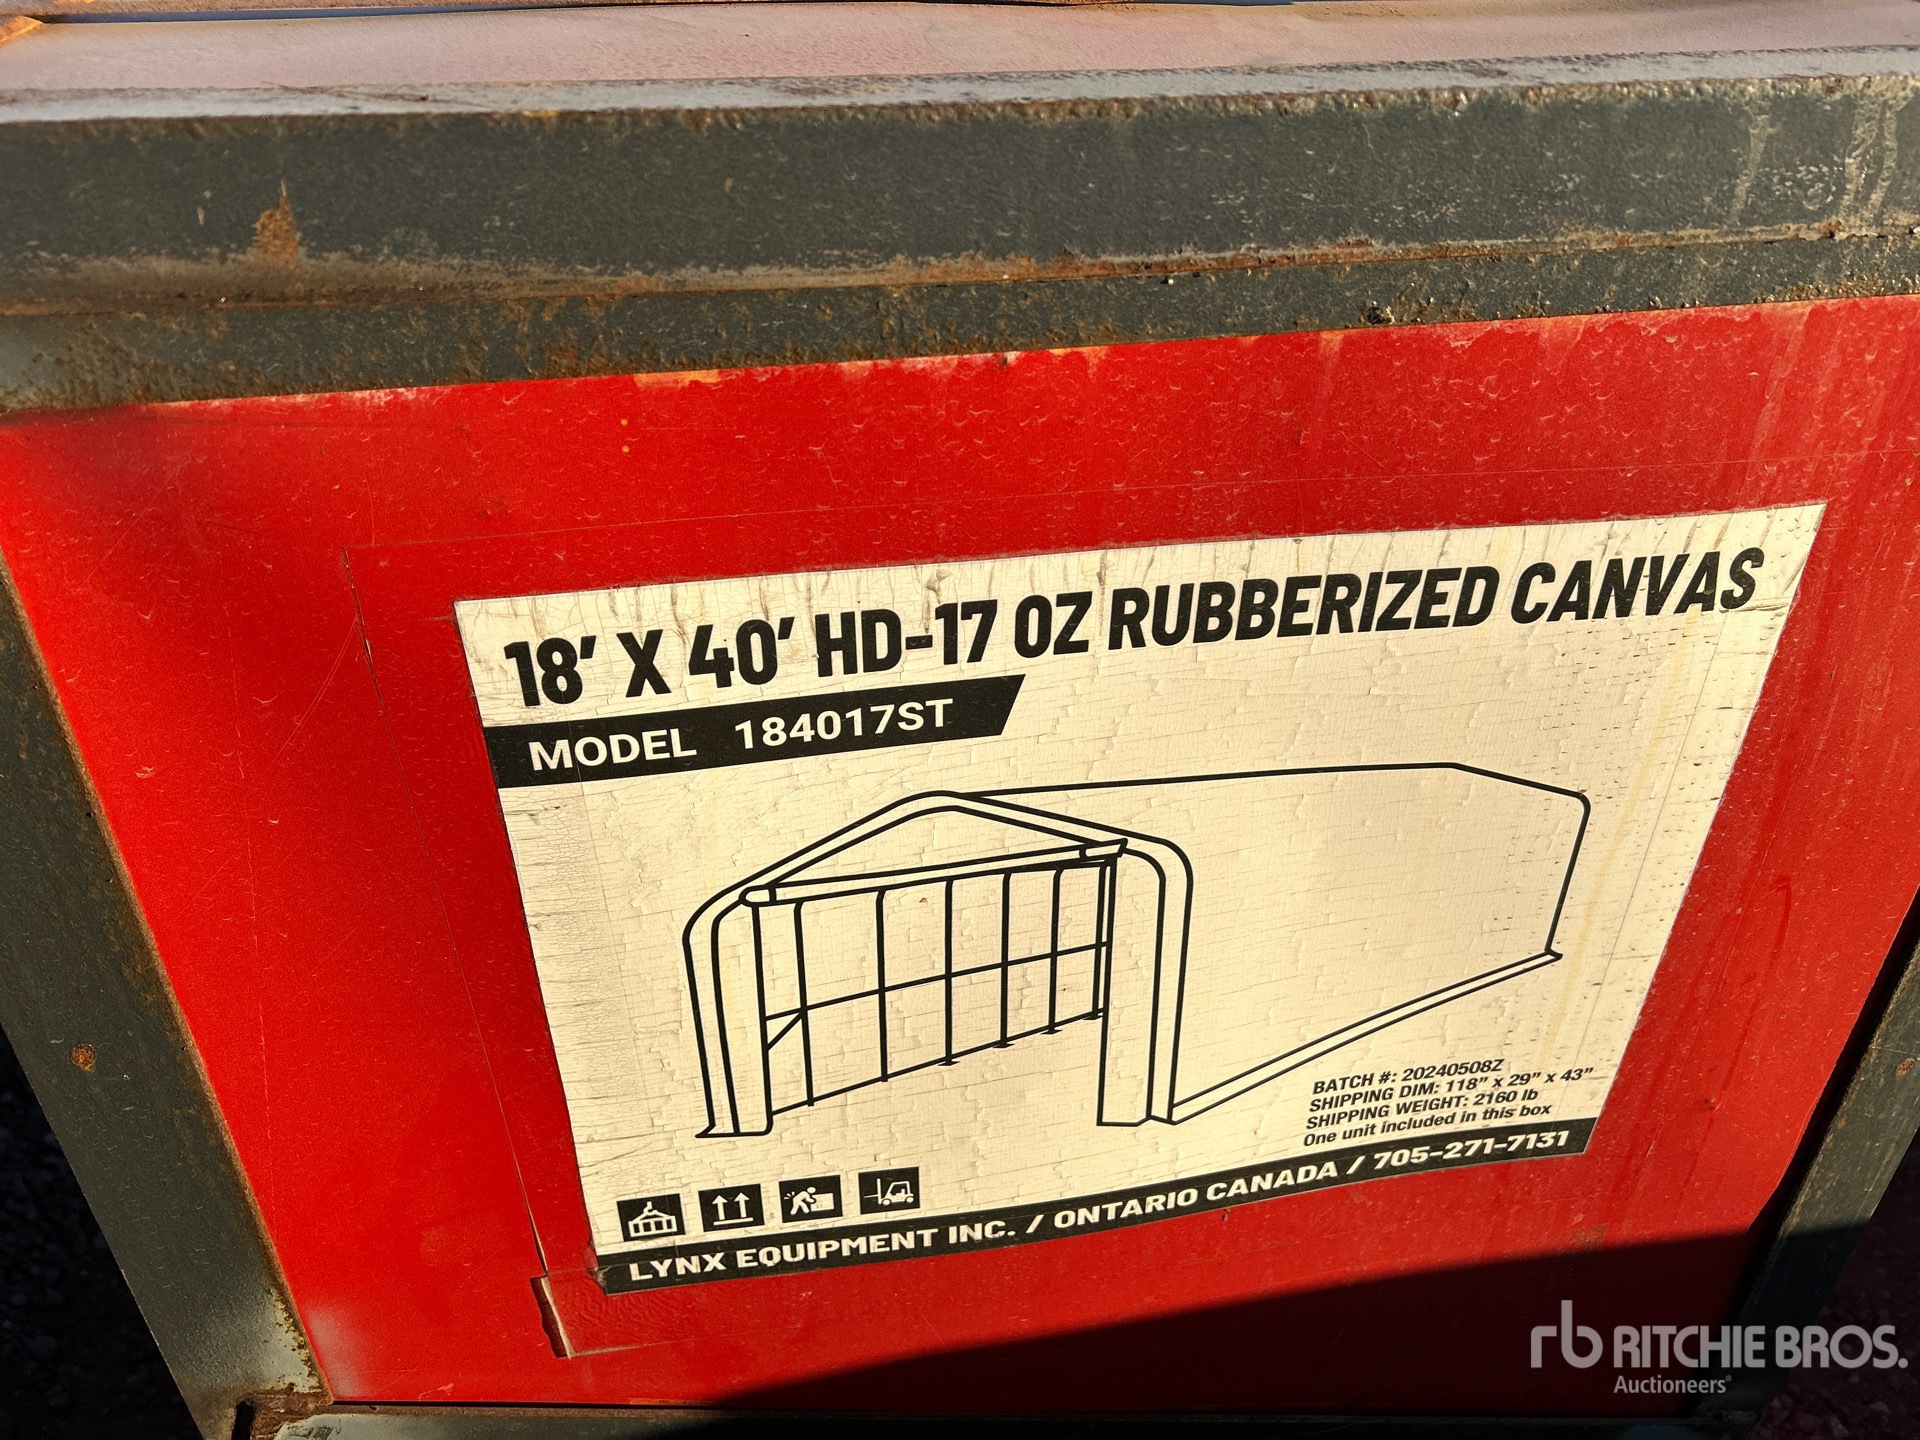 18' X 40' HD-17 OZ RUBBERIZED CANVAS
MODEL 184017ST
BATCH #: 20240508Z
SHIPPING DIM: 118" x 29" x 43"
SHIPPING WEIGHT: 2160 lb
One unit included in this box
LYNX EQUIPMENT INC. / ONTARIO CANADA / 705-271-7131
rb RITCHIE BROS.
Auctioneers